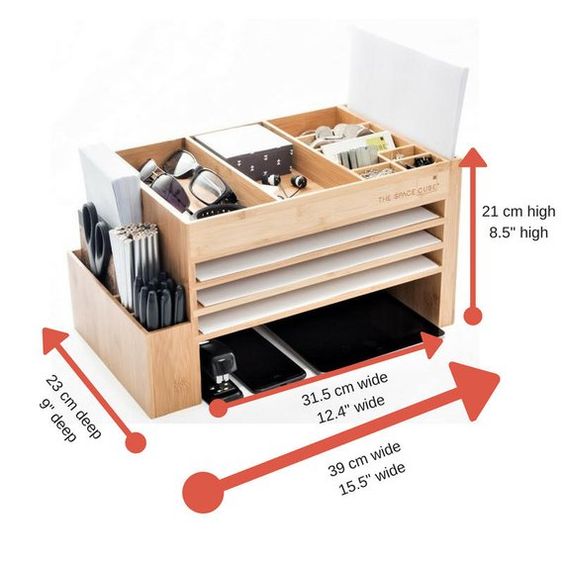 THE SPACE CUBE
21 cm high
8.5" high
31.5 cm wide
12.4" wide
23 cm deep
9" deep
39 cm wide
15.5" wide